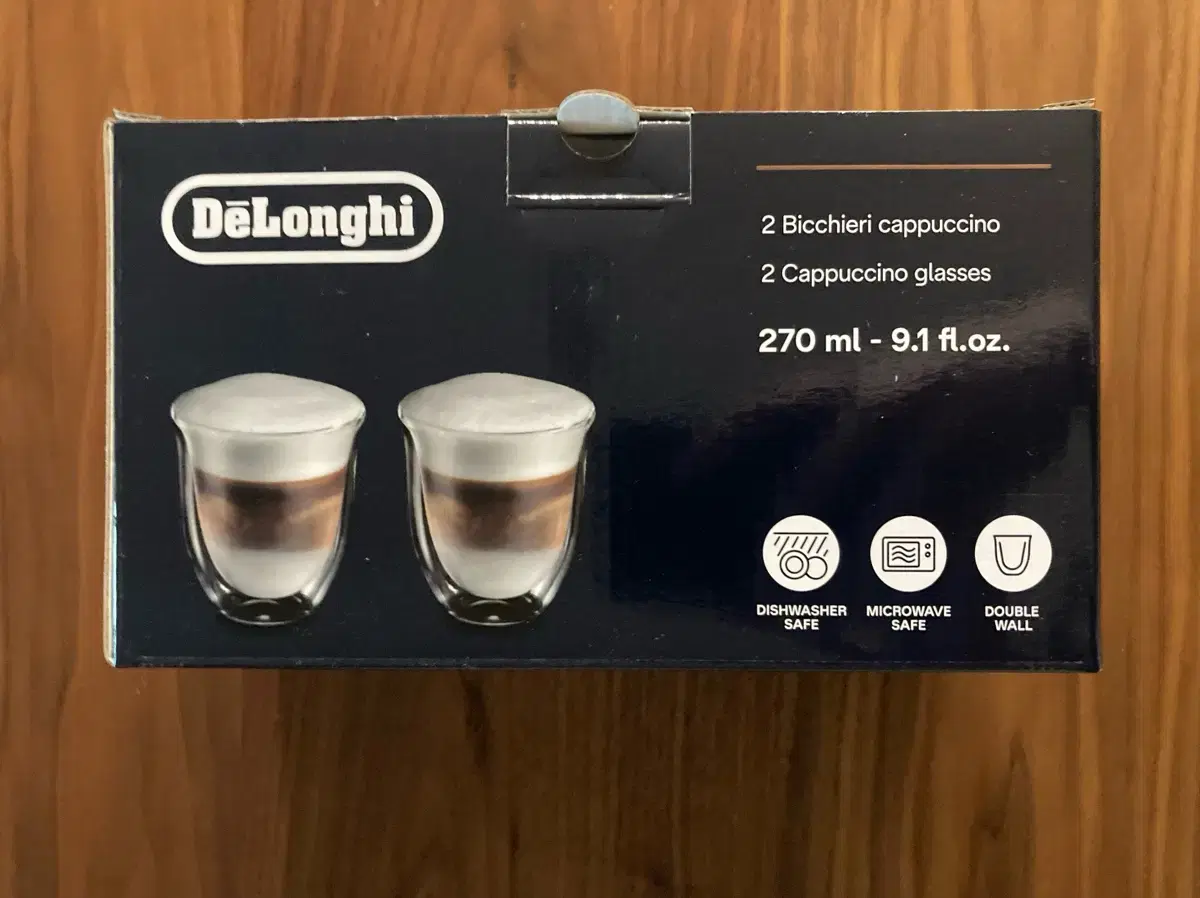 DēLonghi
2 Bicchieri cappuccino
2 Cappuccino glasses
270 ml - 9.1 fl.oz.
DISHWASHER
SAFE
MICROWAVE
SAFE
DOUBLE
WALL